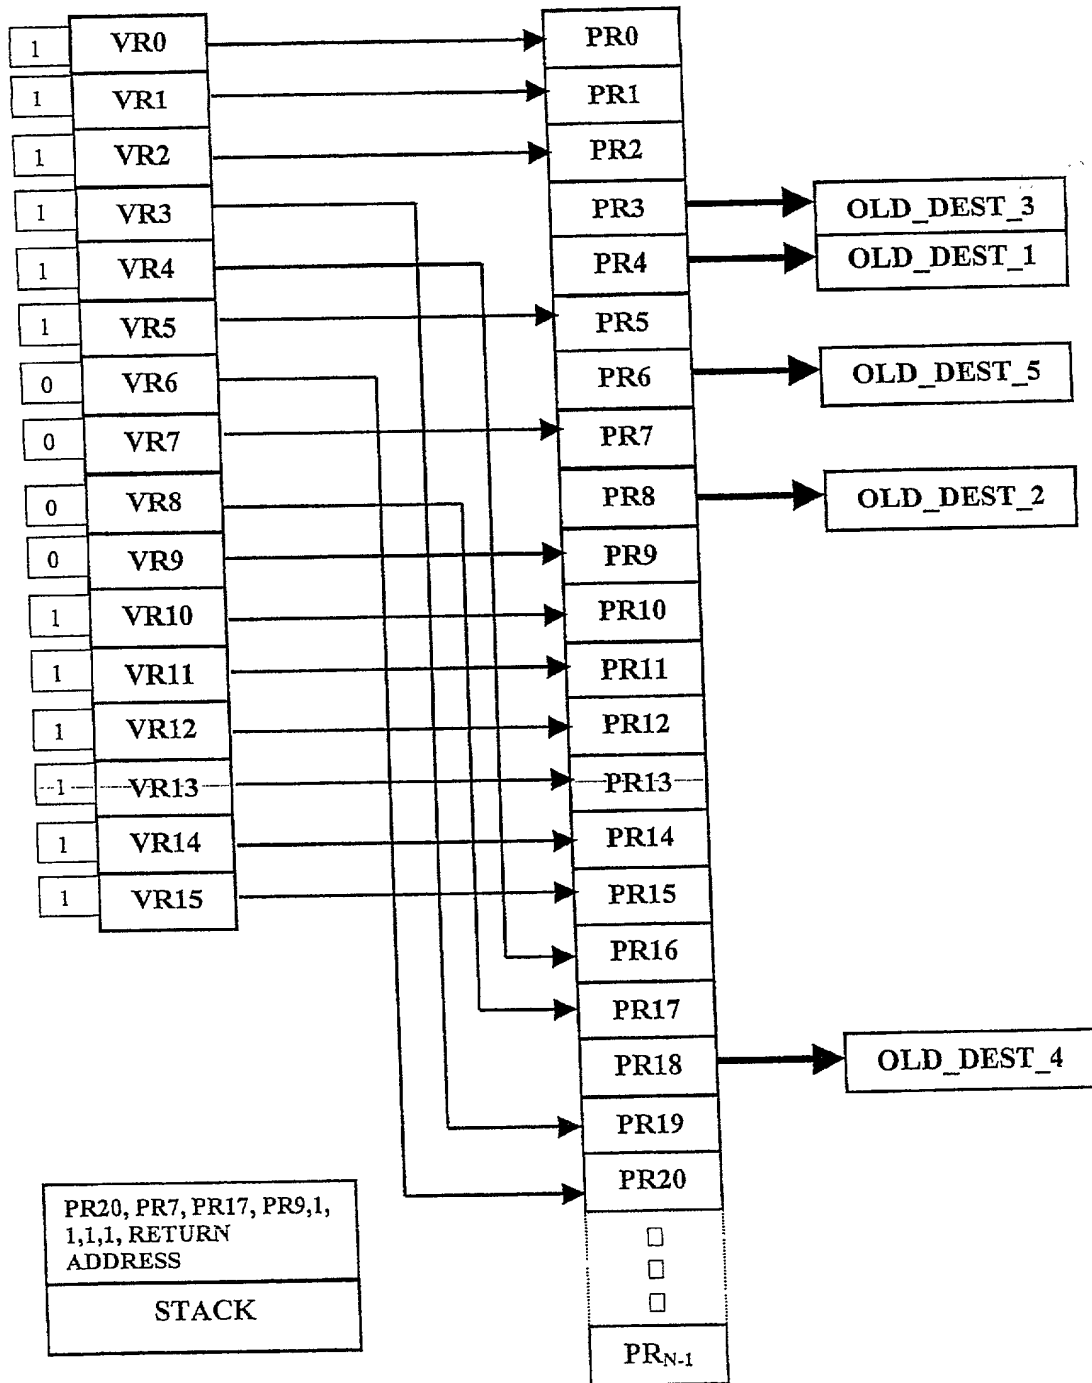 1 VR0 PR0
1 VR1 PR1
1 VR2 PR2
1 VR3 PR3 OLD_DEST_3
1 VR4 PR4 OLD_DEST_1
1 VR5 PR5
0 VR6 PR6 OLD_DEST_5
0 VR7 PR7
0 VR8 PR8 OLD_DEST_2
0 VR9 PR9
1 VR10 PR10
1 VR11 PR11
1 VR12 PR12
1 VR13 PR13
1 VR14 PR14
1 VR15 PR15
PR16
PR17
PR18 OLD_DEST_4
PR19
PR20
PR20, PR7, PR17, PR9,1,
1,1,1, RETURN
ADDRESS
STACK
PRN-1